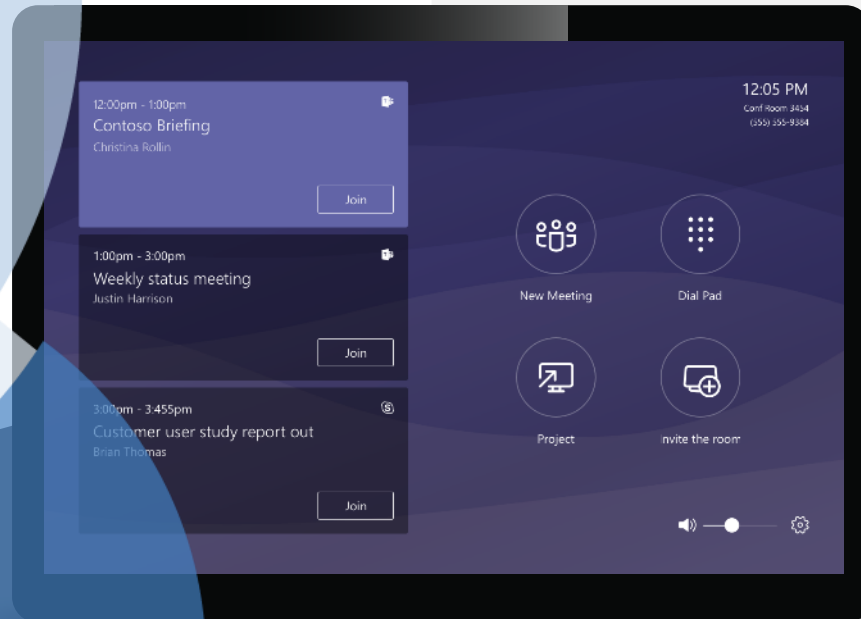 12:00pm - 1:00pm
Contoso Briefing
Christina Rollin
Join
1:00pm - 3:00pm
Weekly status meeting
Justin Harrison
Join
3:00pm - 3:455pm
Customer user study report out
Brian Thomas
Join
12:05 PM
Conf Room 3454
(555) 555-9384
New Meeting
Dial Pad
Project
nvite the room